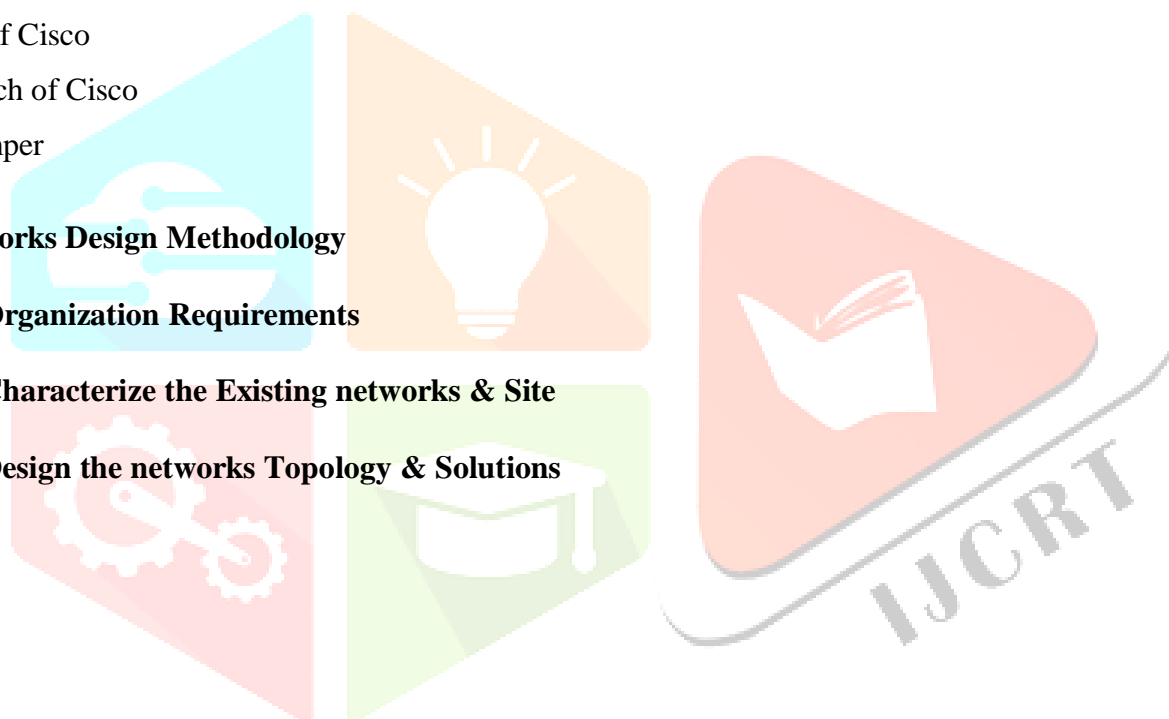 f Cisco
ch of Cisco
nper
orks Design Methodology
Organization Requirements
Characterize the Existing networks & Site
Design the networks Topology & Solutions
IJCRT